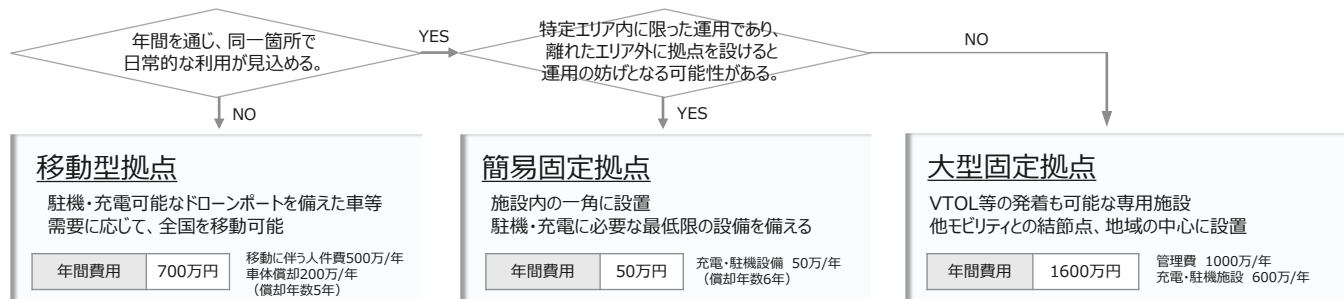 年間を通じ、同一箇所で
日常的な利用が見込める。
YES
特定エリア内に限った運用であり、
離れたエリア外に拠点を設けると
運用の妨げとなる可能性がある。
NO
NO
YES
移動型拠点
駐機・充電可能なドローンポートを備えた車等
需要に応じて、全国を移動可能
年間費用 700万円
移動に伴う人件費500万/年
車体償却200万/年
（償却年数5年）
簡易固定拠点
施設内の一角に設置
駐機・充電に必要な最低限の設備を備える
年間費用 50万円
充電・駐機設備 50万/年
（償却年数6年）
大型固定拠点
VTOL等の発着も可能な専用施設
他モビリティとの結節点、地域の中心に設置
年間費用 1600万円
管理費 1000万/年
充電・駐機施設 600万/年